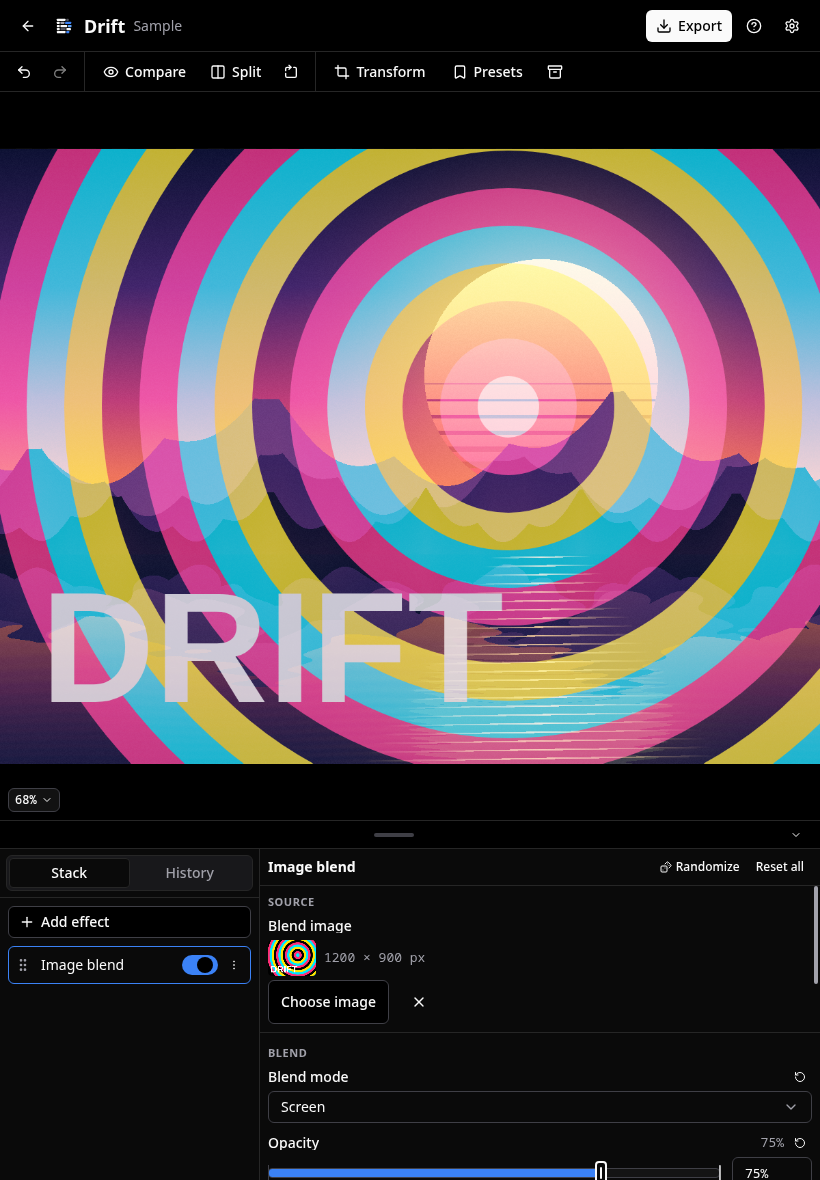 Drift Sample
Export
Compare Split Transform Presets
DRIFT
68%
Stack History
Add effect
Image blend
Image blend
Randomize Reset all
SOURCE
Blend image
DRIFT
1200 × 900 px
Choose image
BLEND
Blend mode
Screen
Opacity 75%
75%